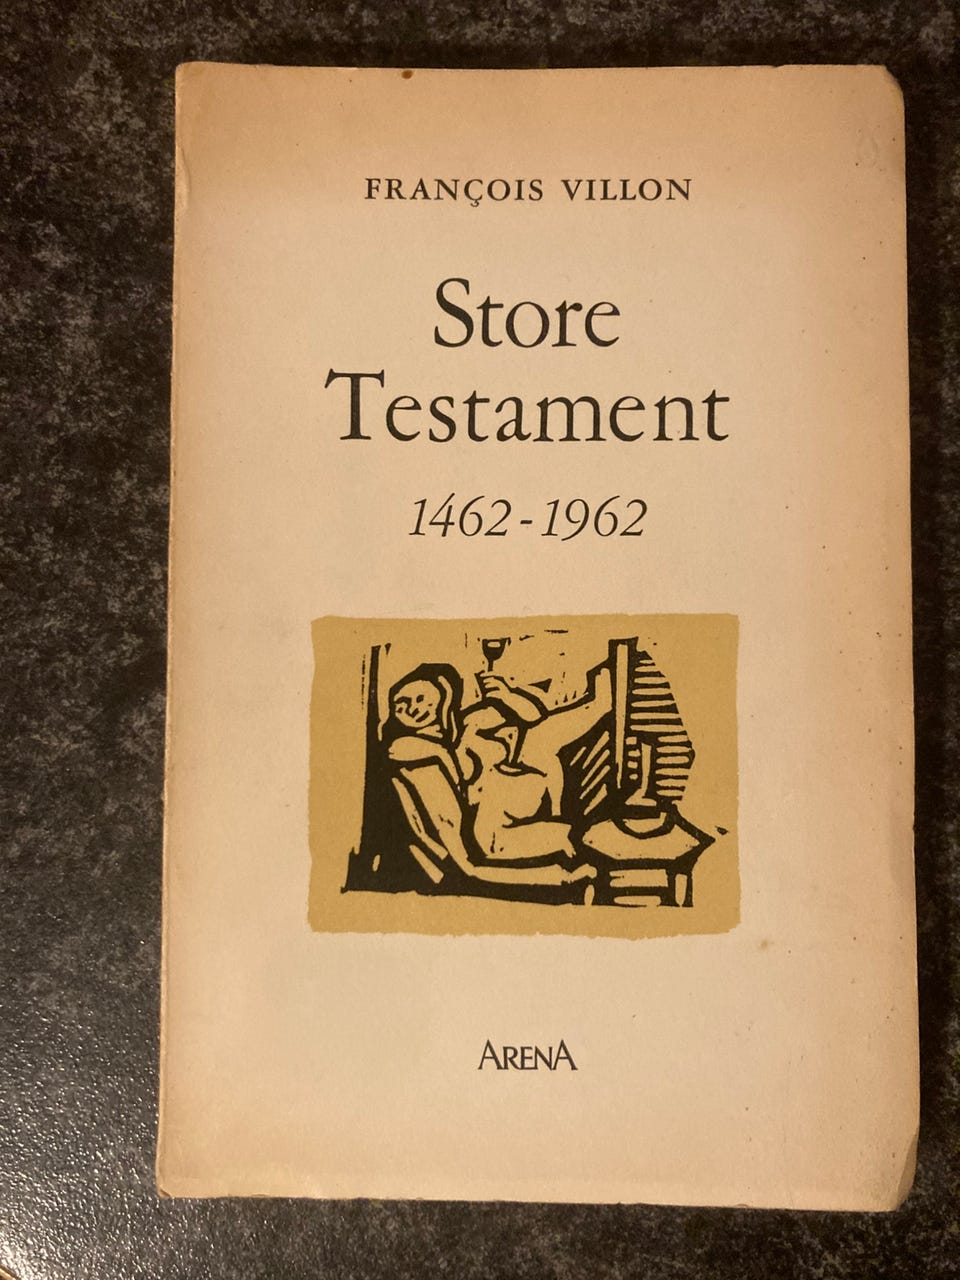 FRANÇOIS VILLON
Store
Testament
1462-1962
ARENA